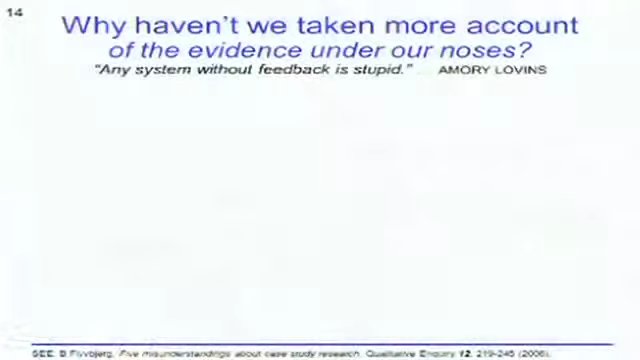 14
Why haven't we taken more account
of the evidence under our noses?
"Any system without feedback is stupid." AMORY LOVINS
SEE: B Flyvbjerg, Five misunderstandings about case study research, Qualitative Enquiry 12, 219-245 (2006).